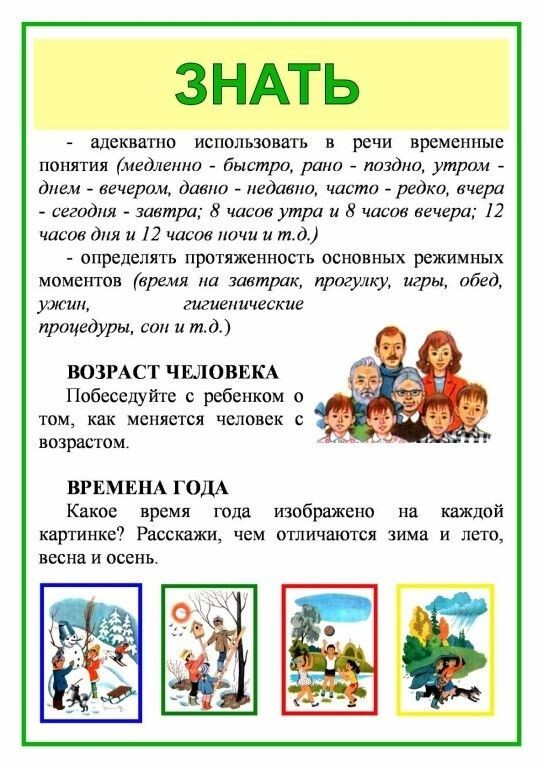 ЗНАТЬ
- адекватно использовать в речи временные
понятия (медленно - быстро, рано - поздно, утром -
днем - вечером, давно - недавно, часто - редко, вчера
- сегодня - завтра; 8 часов утра и 8 часов вечера; 12
часов дня и 12 часов ночи и т.д.)
- определять протяженность основных режимных
моментов (время на завтрак, прогулку, игры, обед,
ужин, гигиенические
процедуры, сон и т.д.)
ВОЗРАСТ ЧЕЛОВЕКА
Побеседуйте с ребенком о
том, как меняется человек с
возрастом.
ВРЕМЕНА ГОДА
Какое время года изображено на каждой
картинке? Расскажи, чем отличаются зима и лето,
весна и осень.